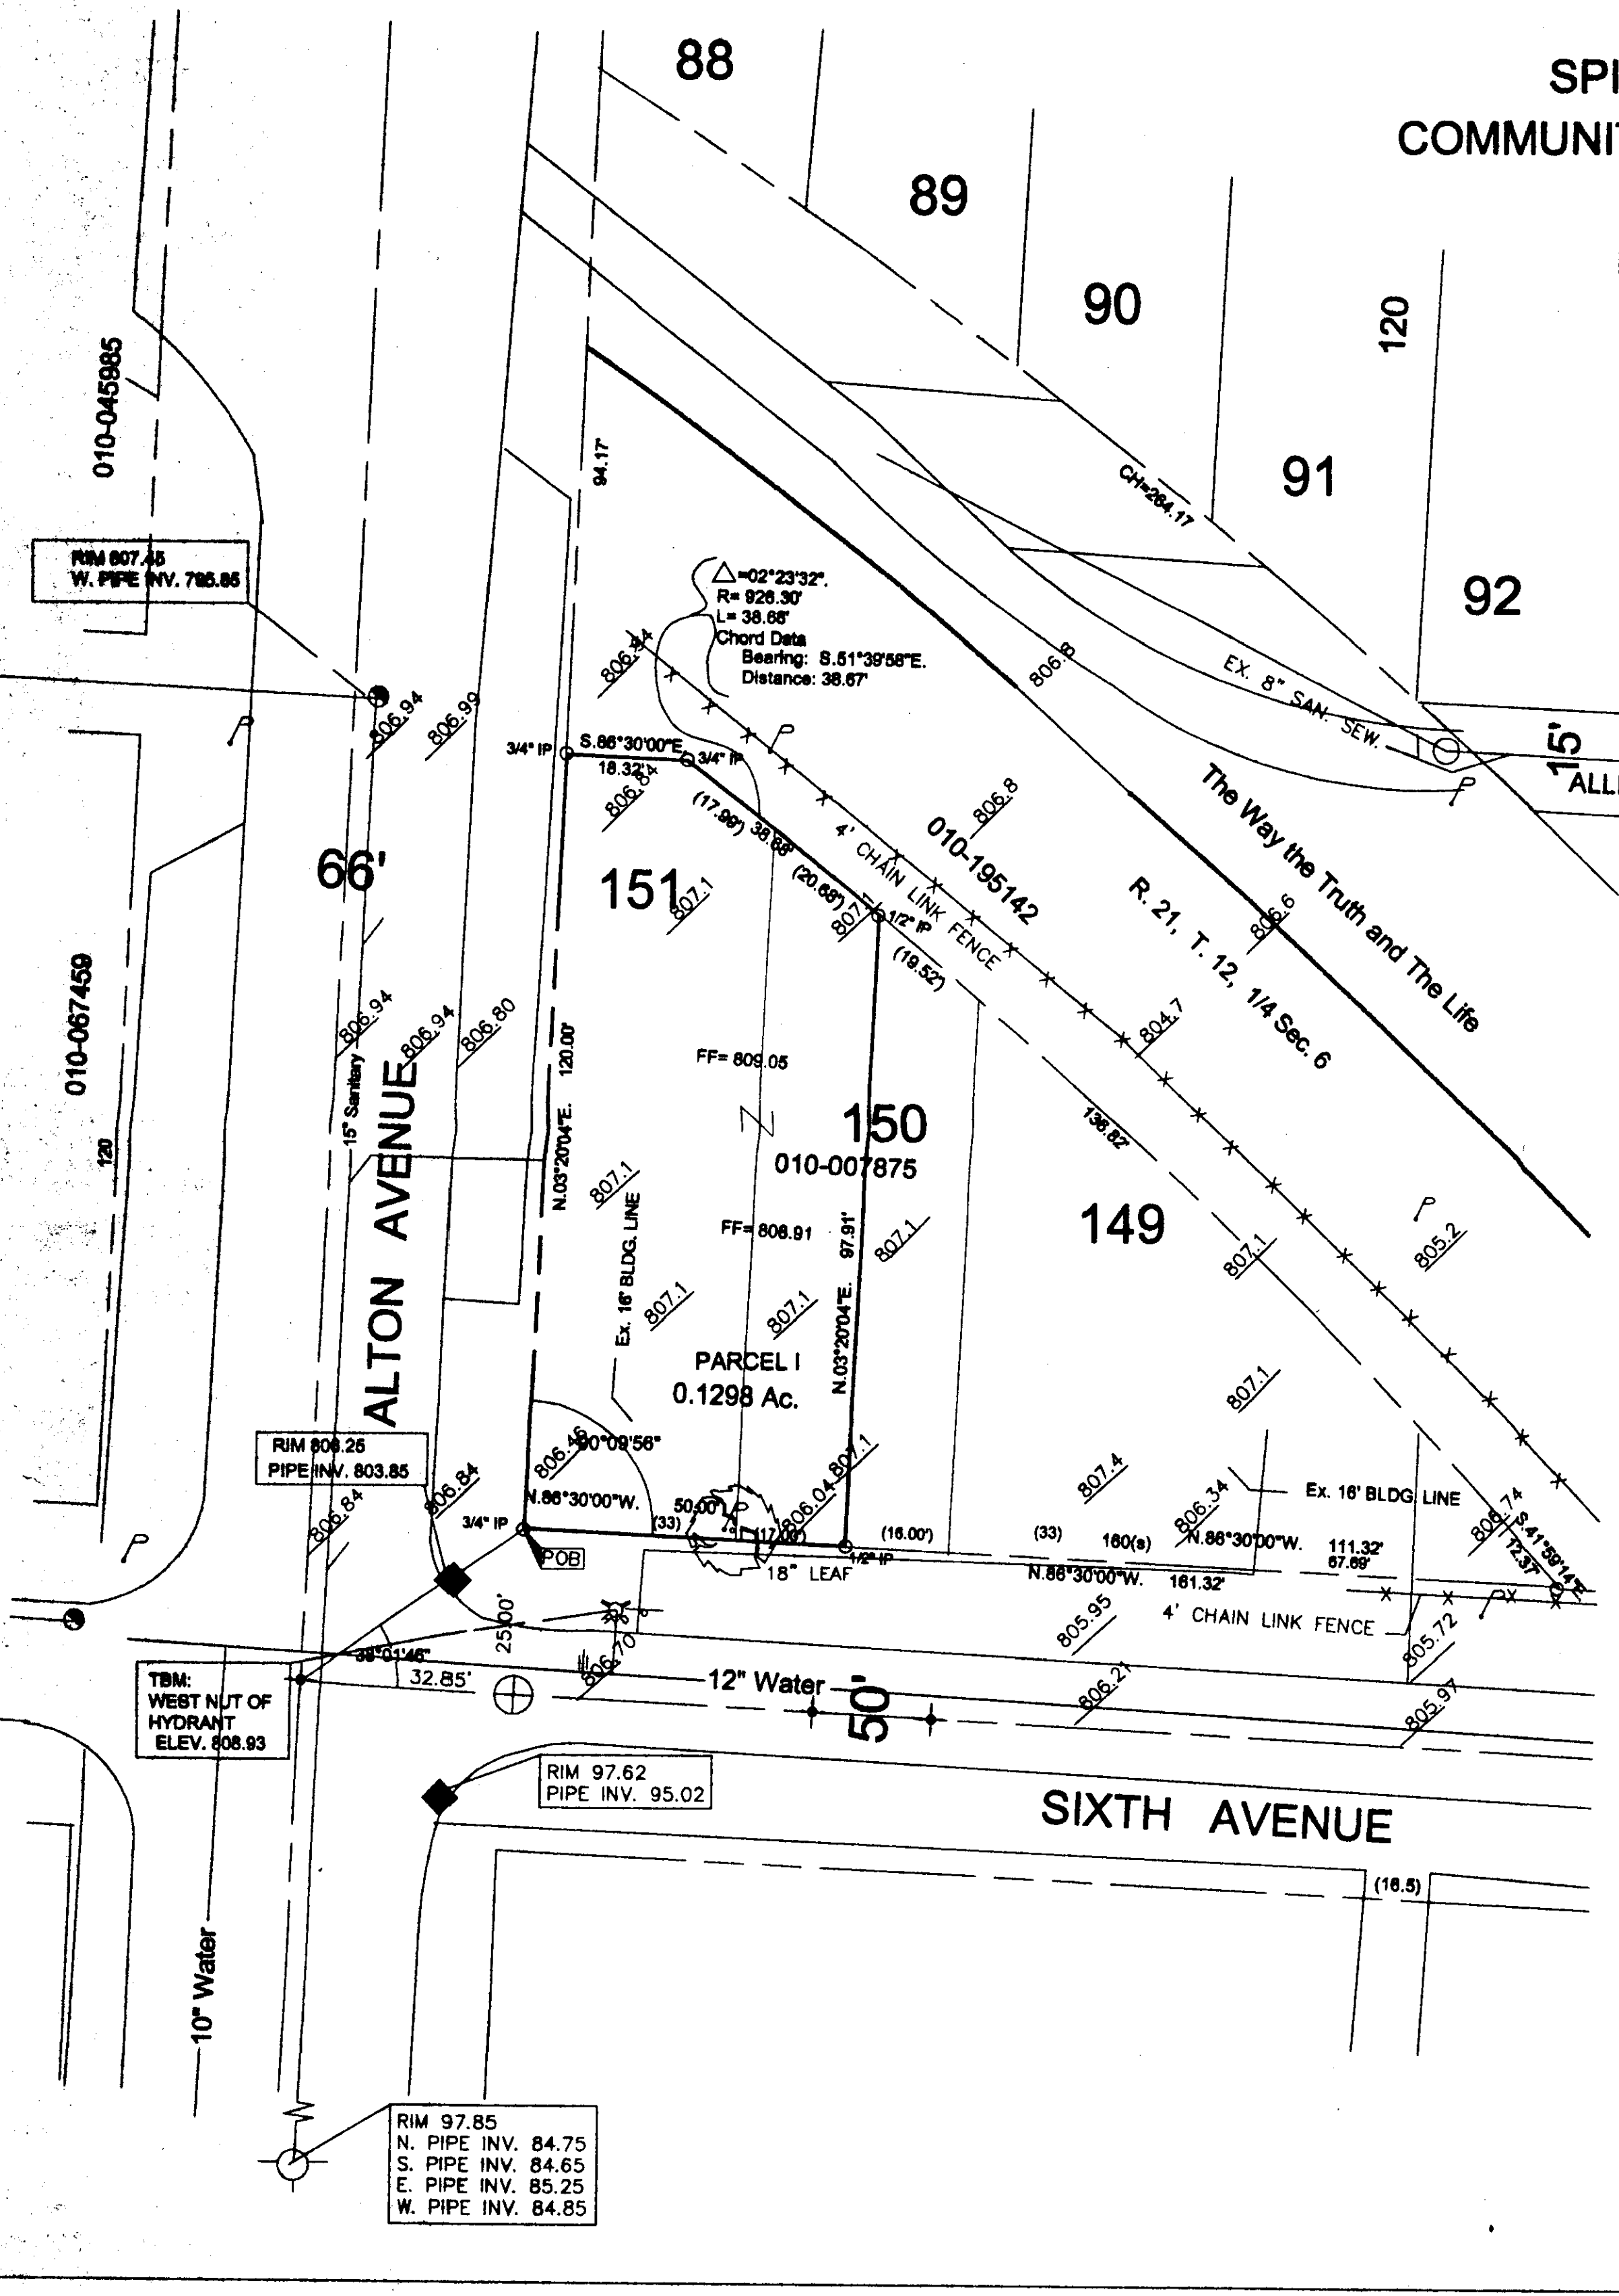 88
SPI
COMMUNI
89
90
120
010-045985
94.17'
91
CH=264.17
RIM 807.45
W. PIPE INV. 795.85
92
△=02°23'32".
R= 926.30'
L= 38.68'
Chord Data
Bearing: S.51°39'58"E.
Distance: 38.67'
806.94
806.8
EX. 8" SAN. SEW.
15'
ALL
806.94
806.99
3/4" IP
S.86°30'00"E.
18.32'
3/4" IP
806.84
(17.99')
38.68'
(20.68')
4' CHAIN LINK FENCE
806.8
010-195142
The Way the Truth and The Life
R. 21, T. 12, 1/4 Sec. 6
806.6
66'
151
807.1
807.1
1/2" IP
(19.52')
010-067459
806.94
806.94
806.80
804.7
15" Sanitary
ALTON AVENUE
N.03°20'04"E. 120.00'
FF= 809.05
150
010-007875
136.82'
120
807.1
Ex. 16' BLDG. LINE
FF= 806.91
N.03°20'04"E. 97.91'
807.1
149
807.1
805.2
807.1
807.1
PARCEL I
0.1298 Ac.
807.1
RIM 806.25
PIPE INV. 803.85
806.84
806.84
806.46
90°09'56"
807.1
807.4
806.34
Ex. 16' BLDG. LINE
806.74
S.41°59'14"E.
12.37'
3/4" IP
N.86°30'00"W. 50.00'
(33)
(17.00')
806.04
(16.00')
(33)
160(s)
N.86°30'00"W. 111.32'
67.69'
POB
1/2" IP
18" LEAF
N.86°30'00"W. 161.32'
4' CHAIN LINK FENCE
25.00'
805.95
805.72
38°01'46"
32.85'
806.70
12" Water
50'
806.21
805.97
TBM:
WEST NUT OF
HYDRANT
ELEV. 808.93
RIM 97.62
PIPE INV. 95.02
SIXTH AVENUE
(16.5)
10" Water
RIM 97.85
N. PIPE INV. 84.75
S. PIPE INV. 84.65
E. PIPE INV. 85.25
W. PIPE INV. 84.85